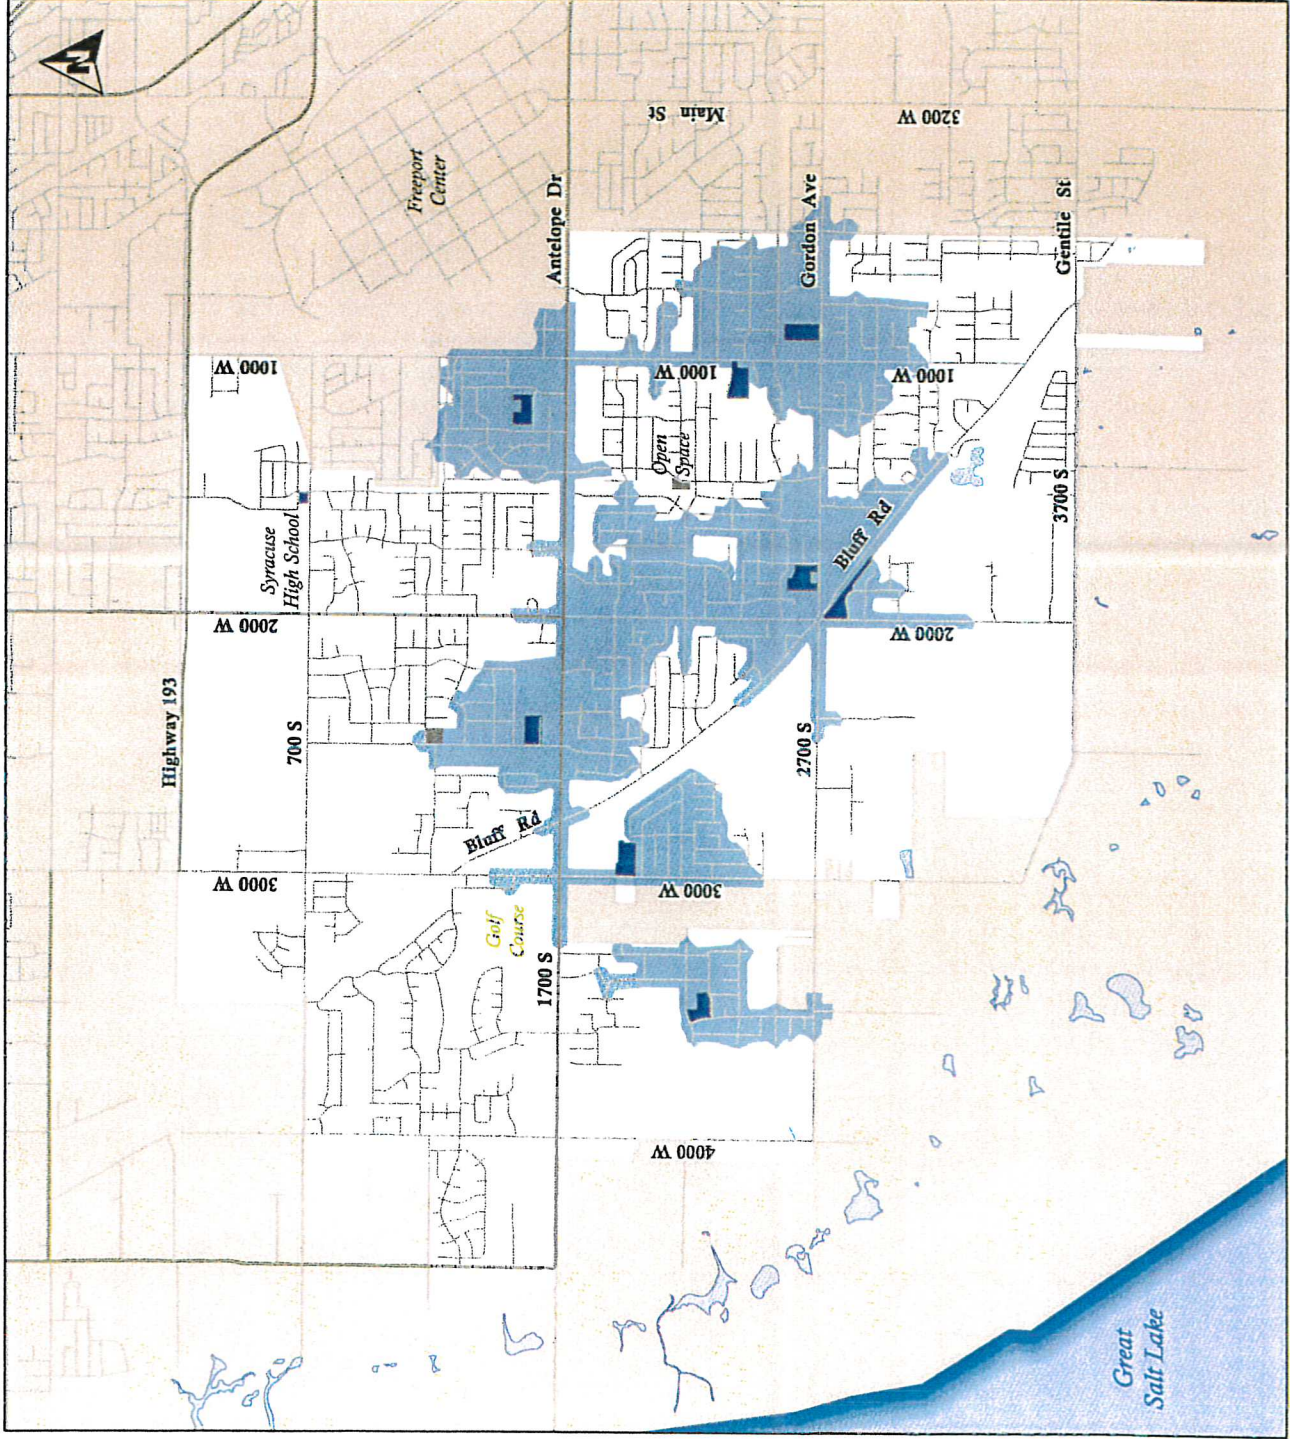 N
Freeport
Center
Main St
3200 W
Antelope Dr
Gordon Ave
Gentile St
1000 W
1000 W
1000 W
Open
Space
Syracuse
High School
3700 S
Bluff Rd
2000 W
2000 W
Highway 193
700 S
2700 S
Bluff Rd
3000 W
3000 W
Golf
Course
1700 S
4000 W
Great
Salt Lake